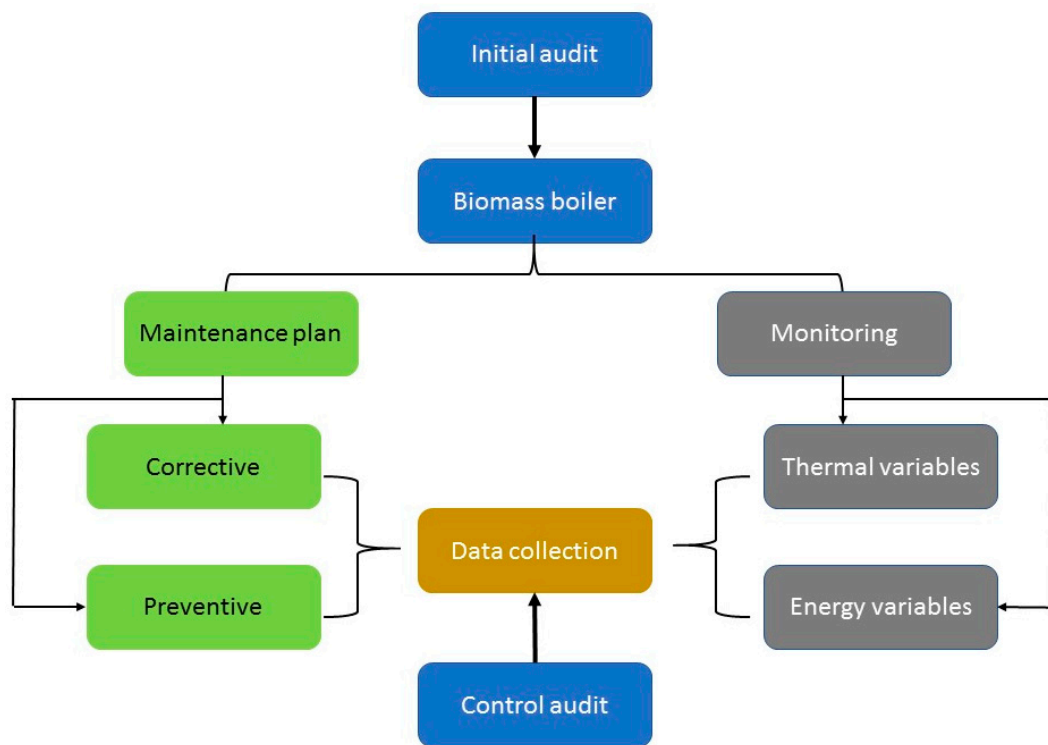 Initial audit
Biomass boiler
Maintenance plan
Monitoring
Corrective
Thermal variables
Data collection
Preventive
Energy variables
Control audit